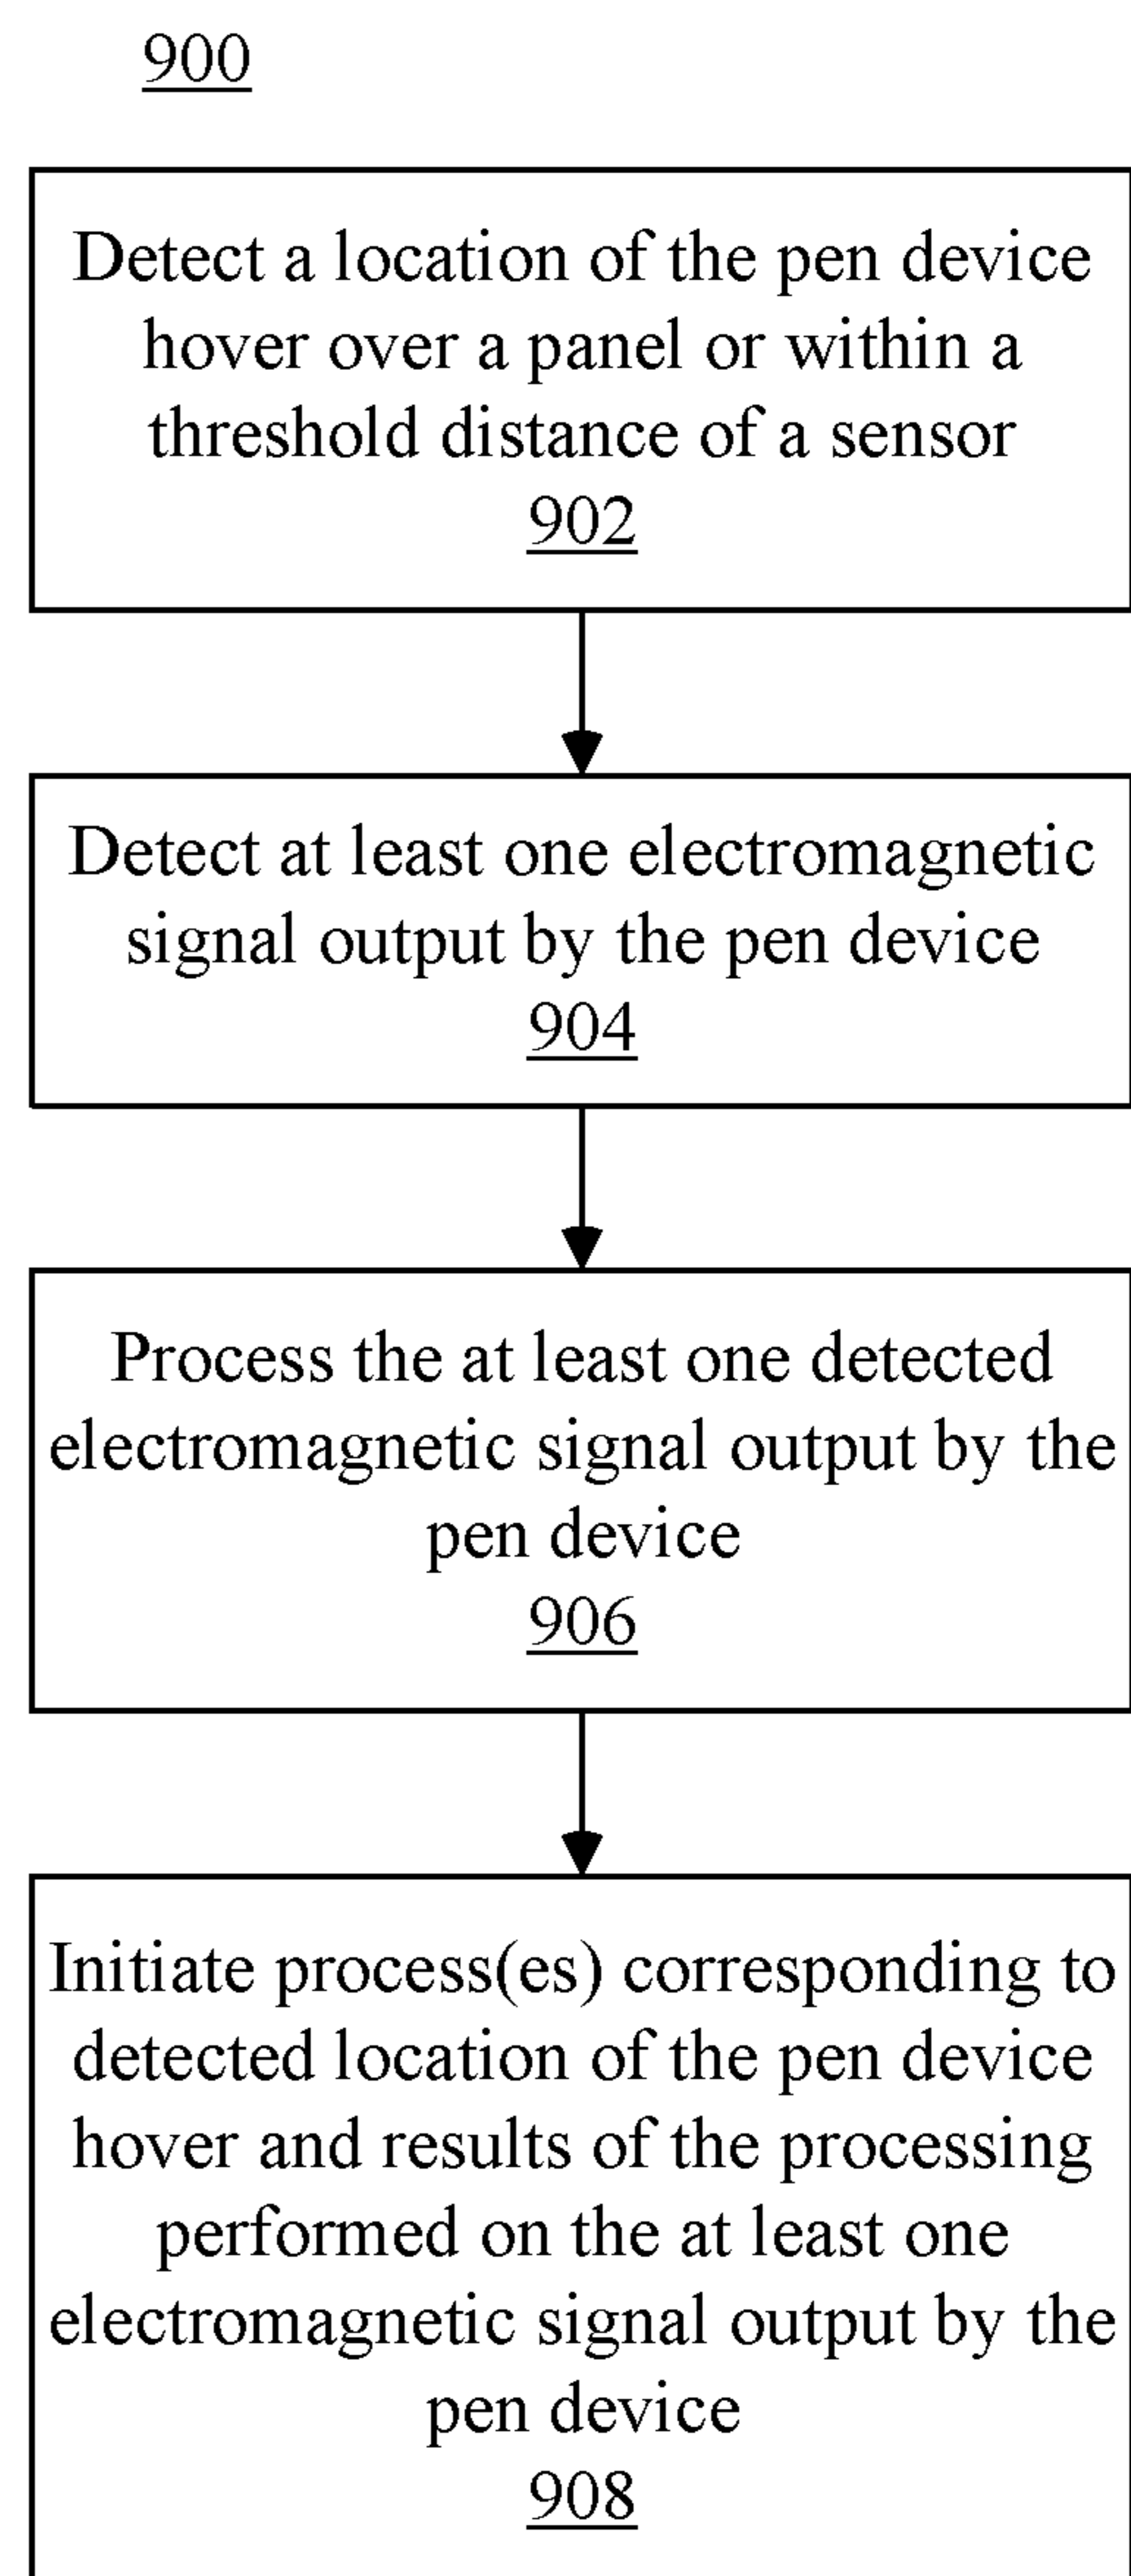 900
Detect a location of the pen device
hover over a panel or within a
threshold distance of a sensor
902
Detect at least one electromagnetic
signal output by the pen device
904
Process the at least one detected
electromagnetic signal output by the
pen device
906
Initiate process(es) corresponding to
detected location of the pen device
hover and results of the processing
performed on the at least one
electromagnetic signal output by the
pen device
908